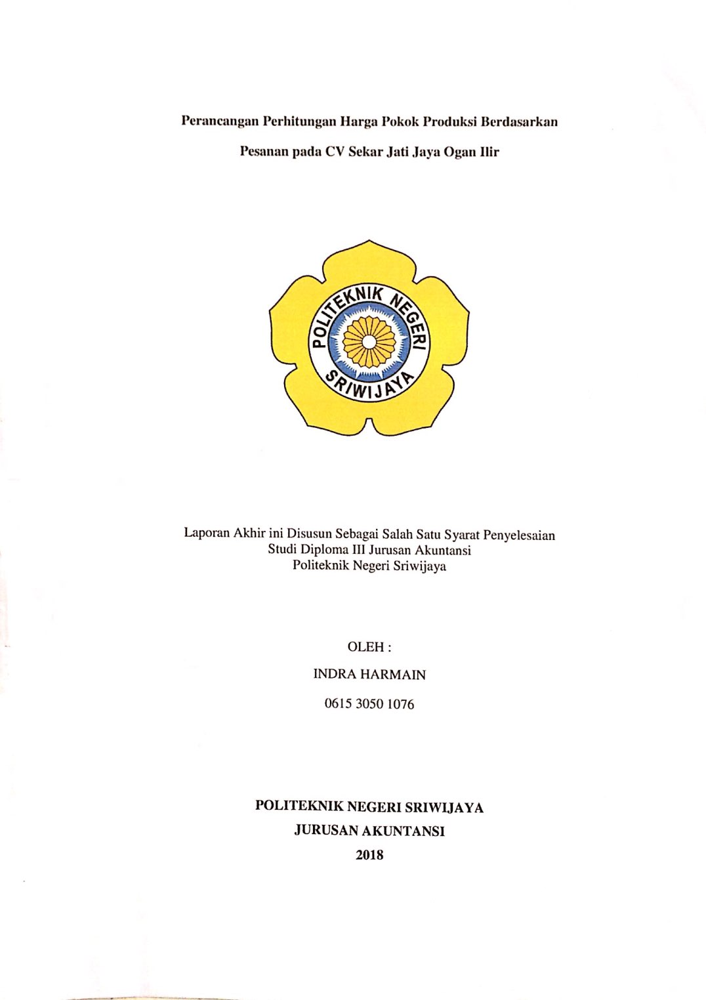 Perancangan Perhitungan Harga Pokok Produksi Berdasarkan
Pesanan pada CV Sekar Jati Jaya Ogan Ilir
POLITEKNIK NEGERI
SRIWIJAYA
Laporan Akhir ini Disusun Sebagai Salah Satu Syarat Penyelesaian
Studi Diploma III Jurusan Akuntansi
Politeknik Negeri Sriwijaya
OLEH :
INDRA HARMAIN
0615 3050 1076
POLITEKNIK NEGERI SRIWIJAYA
JURUSAN AKUNTANSI
2018